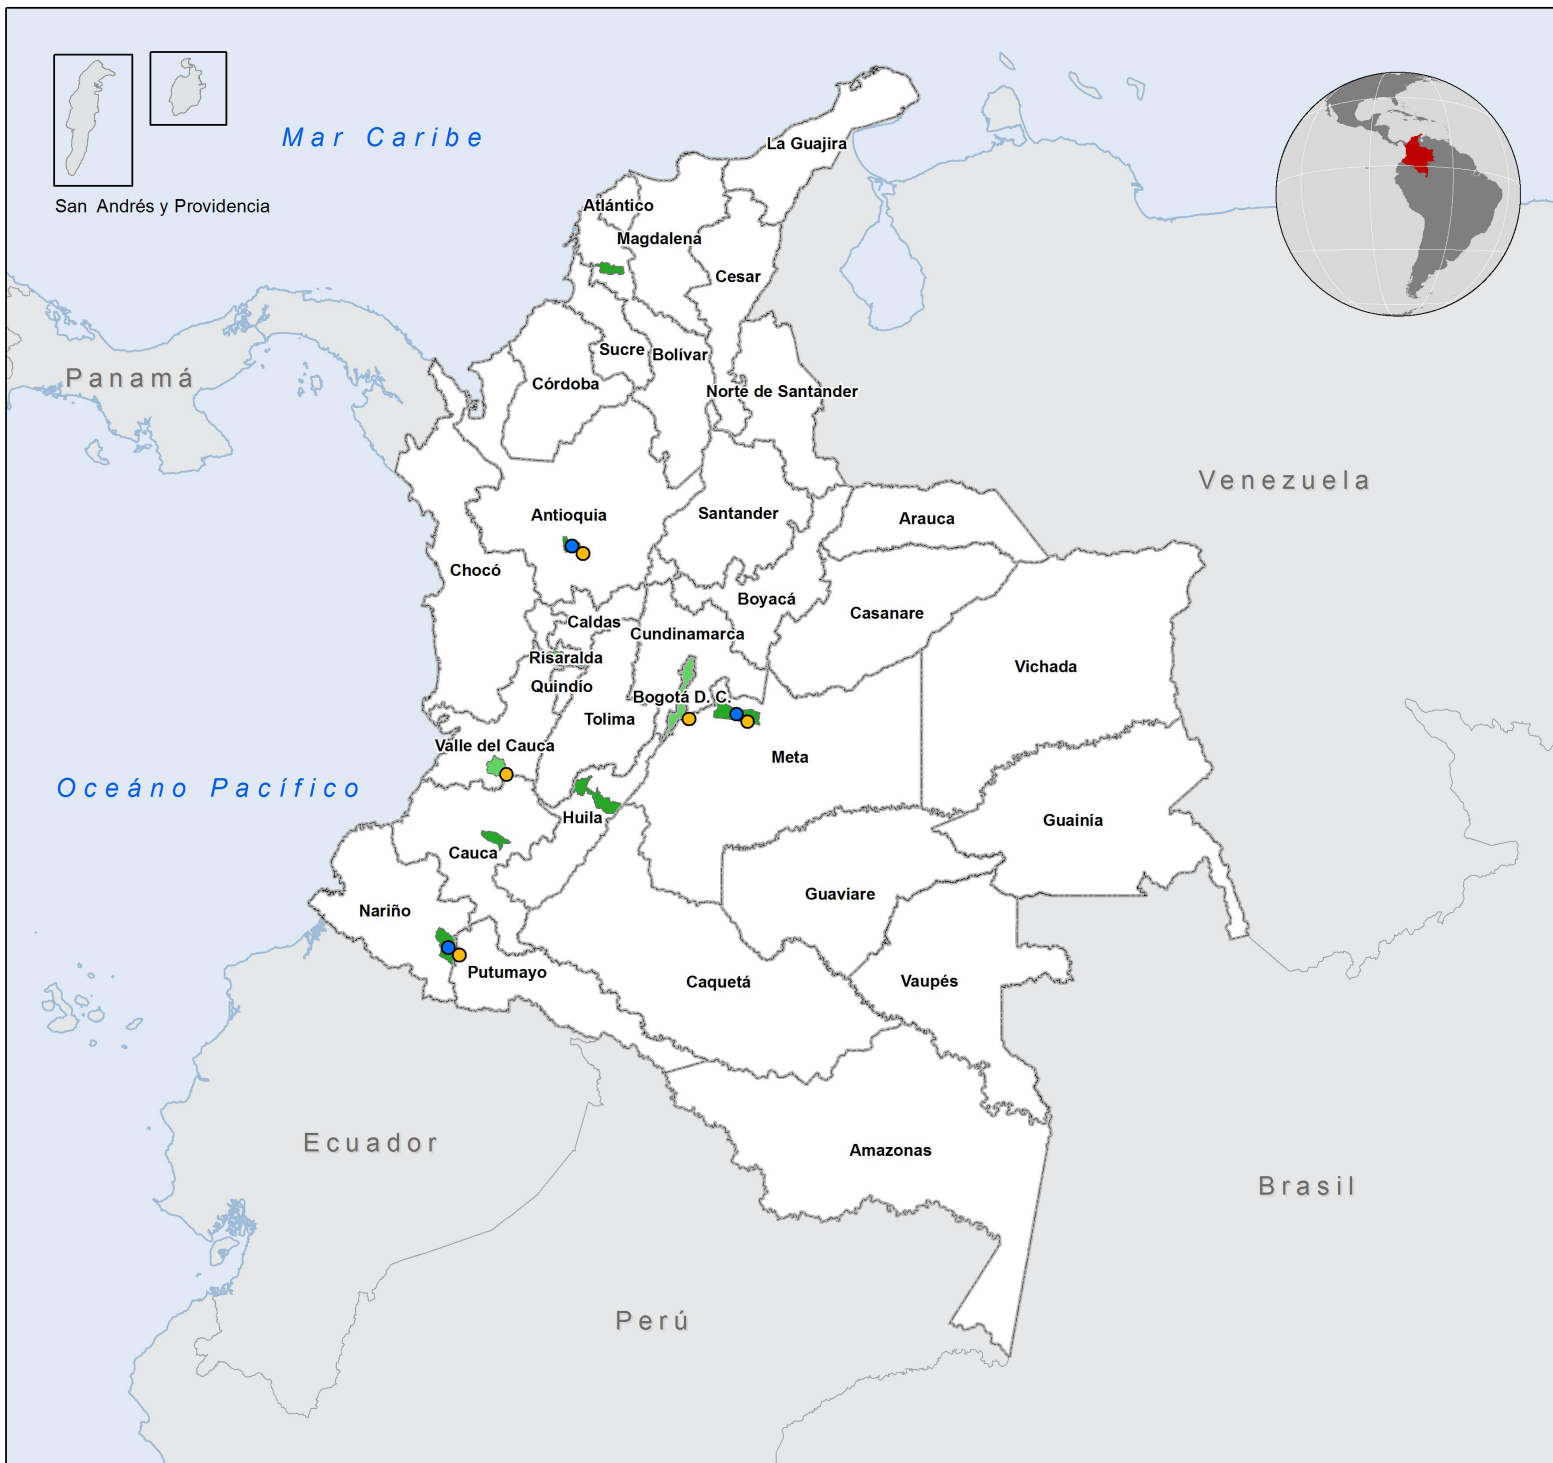 Mar Caribe
La Guajira
San Andrés y Providencia
Atlántico
Magdalena
Cesar
Sucre
Bolívar
Panamá
Córdoba
Norte de Santander
Venezuela
Antioquia
Santander
Arauca
Chocó
Boyacá
Casanare
Caldas
Cundinamarca
Risaralda
Vichada
Quindío
Bogotá D. C.
Tolima
Valle del Cauca
Meta
Oceáno Pacífico
Huila
Guainía
Cauca
Guaviare
Nariño
Putumayo
Caquetá
Vaupés
Ecuador
Amazonas
Brasil
Perú